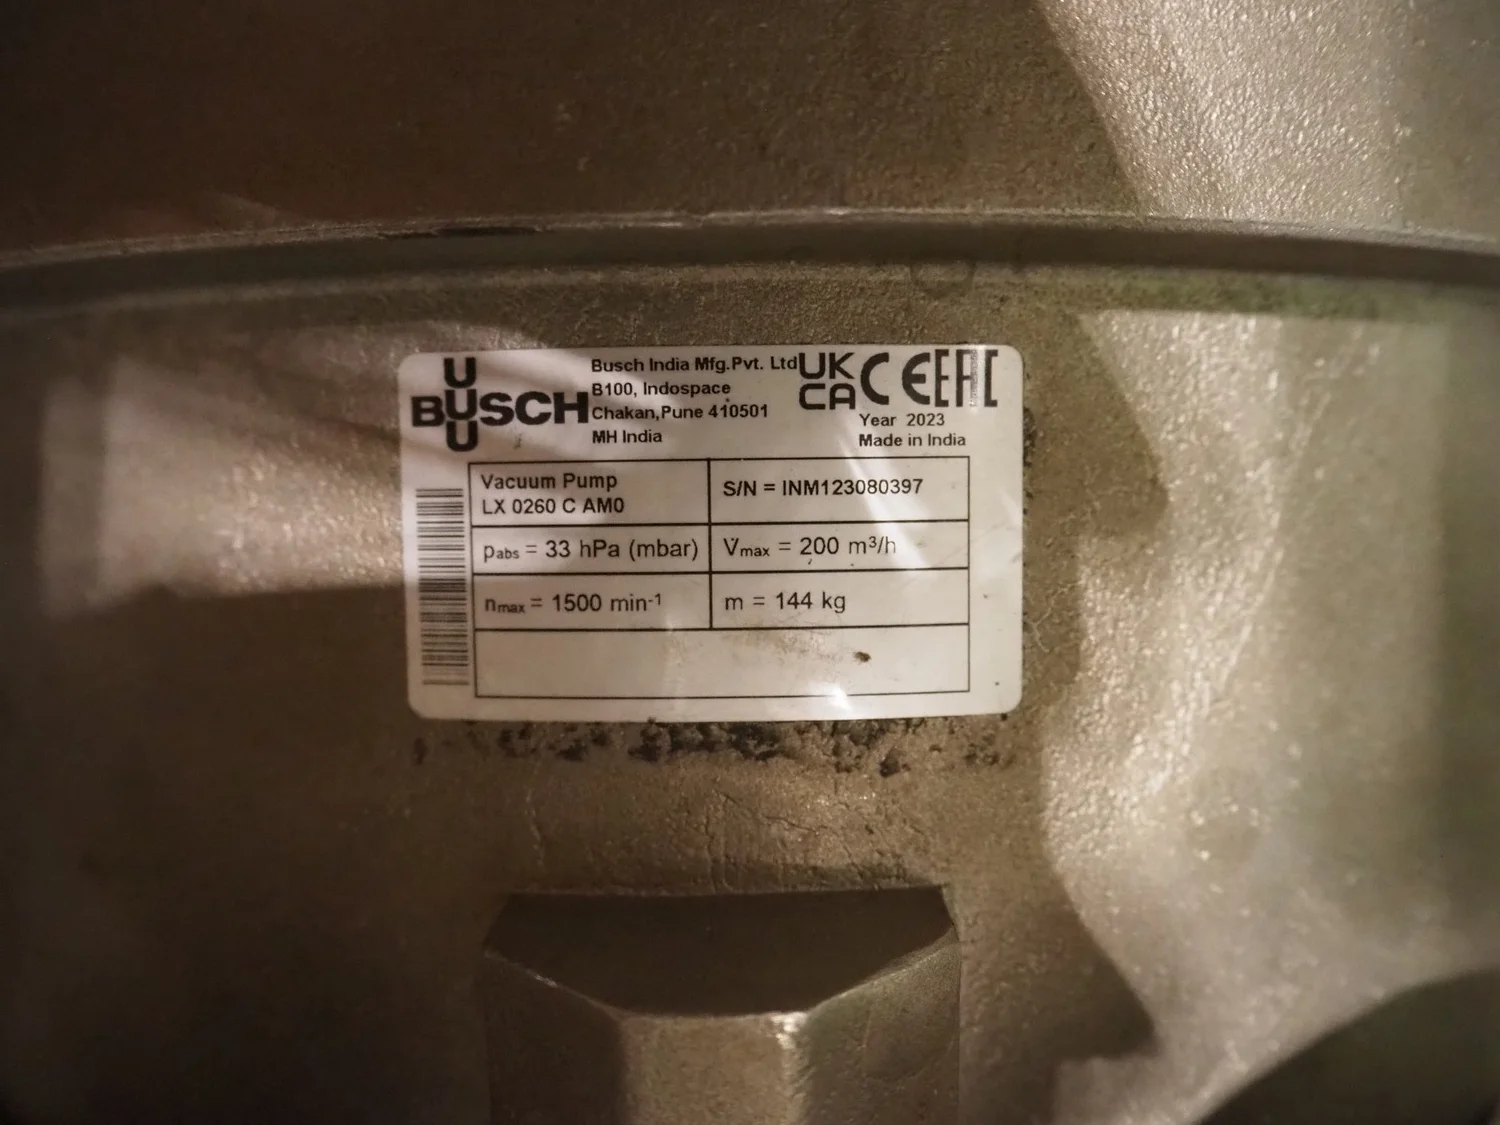 BUSCH
Busch India Mfg.Pvt. Ltd
B100, Indospace
Chakan,Pune 410501
MH India
UK
CA
CE
EAC
Year 2023
Made in India
Vacuum Pump
LX 0260 C AM0
S/N = INM123080397
pabs = 33 hPa (mbar)
V̇max = 200 m³/h
nmax = 1500 min-1
m = 144 kg